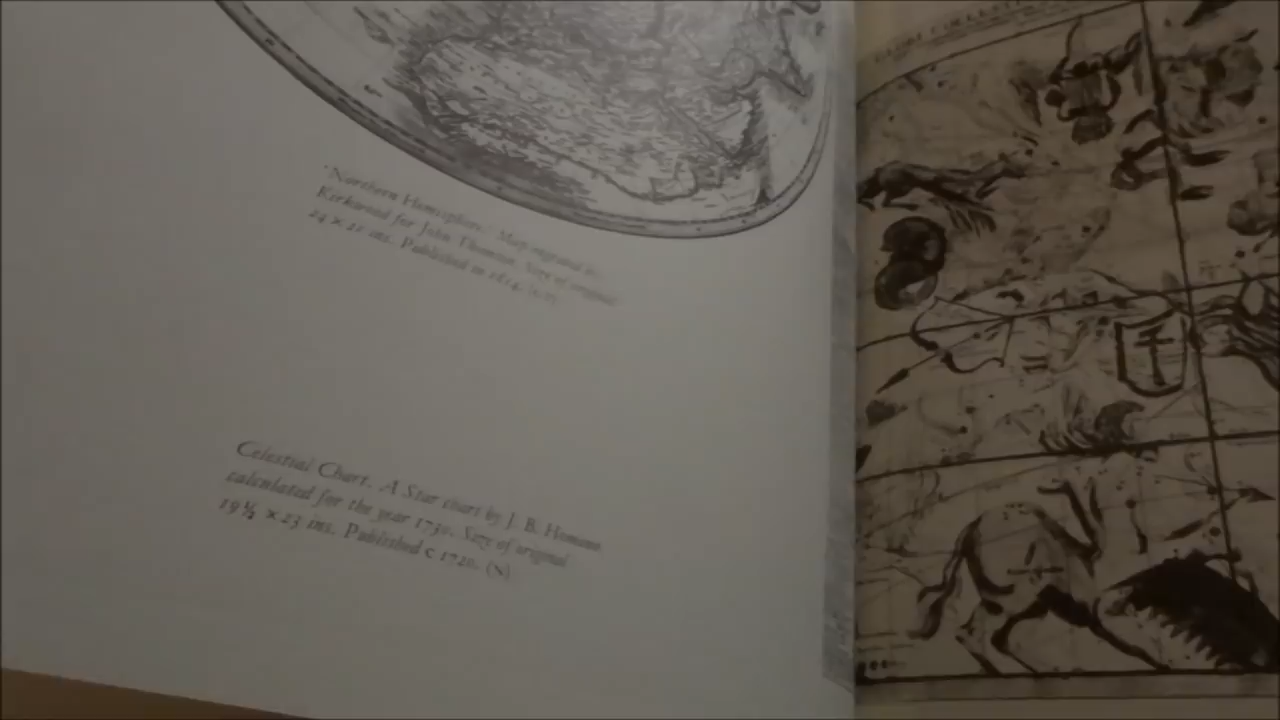 "Northern Hemisphere. Map engraved by
Kirkwood for John Thomson. Size of original
24 × 21 ins. Published in 1814.
Celestial Chart. A Star chart by J. B. Homann
calculated for the year 1730. Size of original
19½ × 23 ins. Published c 1720. (N)